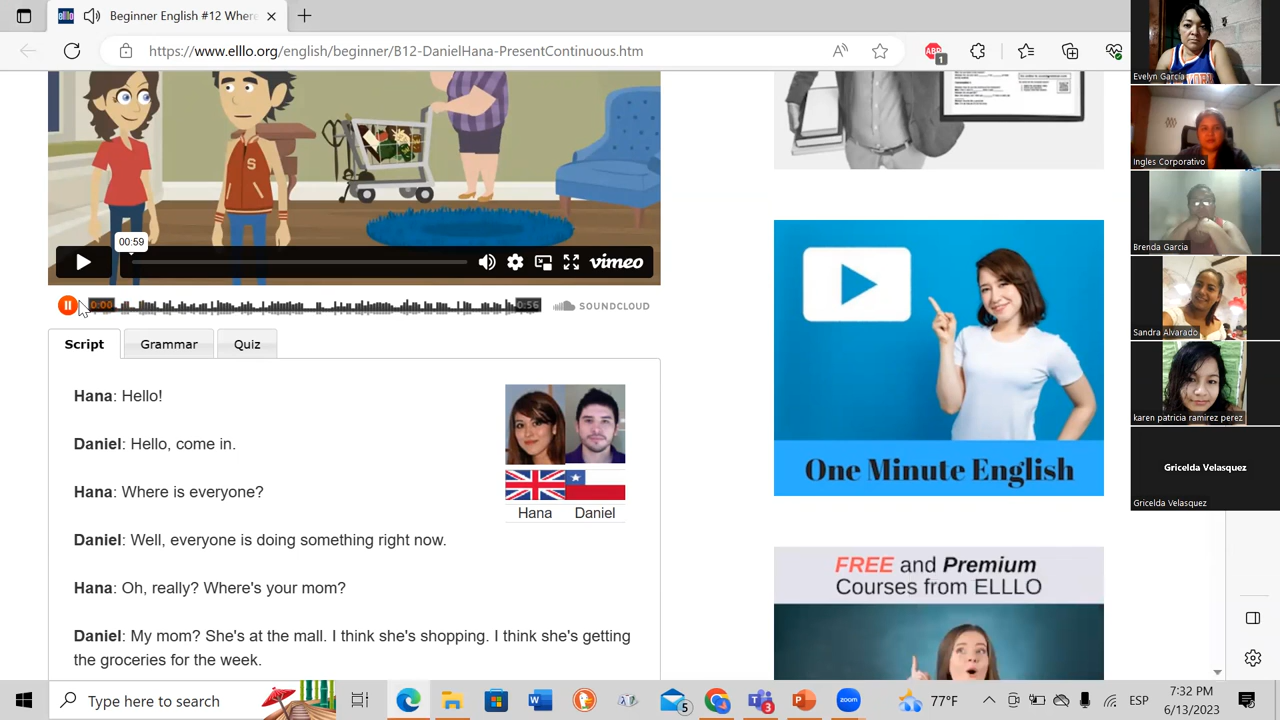 Beginner English #12 Where
https://www.elllo.org/english/beginner/B12-DanielHana-PresentContinuous.htm
ABP
1
Evelyn Garcia
Ingles Corporativo
Brenda Garcia
Sandra Alvarado
karen patricia ramirez perez
Gricelda Velasquez
Gricelda Velasquez
S
00:59
vimeo
0:00
0:56
SOUNDCLOUD
Script
Grammar
Quiz
Hana: Hello!
Daniel: Hello, come in.
Hana: Where is everyone?
Daniel: Well, everyone is doing something right now.
Hana: Oh, really? Where's your mom?
Daniel: My mom? She's at the mall. I think she's shopping. I think she's getting
the groceries for the week.
Hana
Daniel
One Minute English
FREE and Premium
Courses from ELLLO
Type here to search
5
3
zoom
77°F
ESP
7:32 PM
6/13/2023